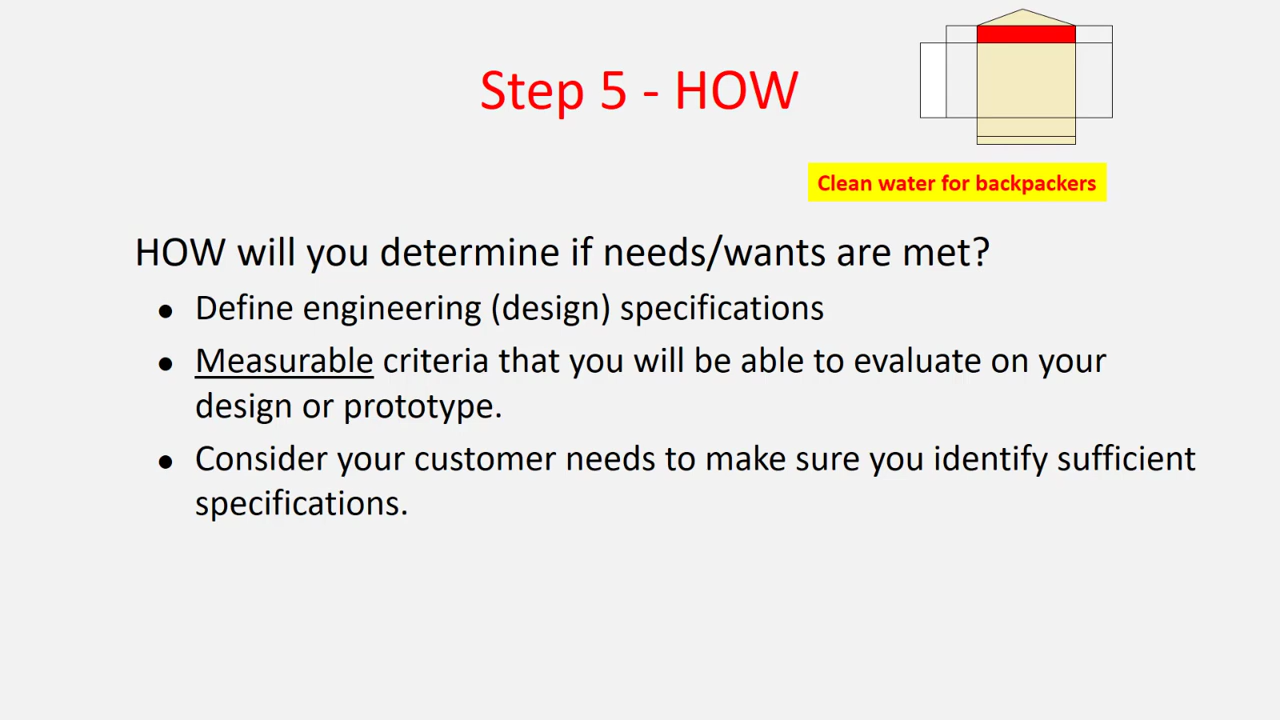 Step 5 - HOW
Clean water for backpackers
HOW will you determine if needs/wants are met?
● Define engineering (design) specifications
● Measurable criteria that you will be able to evaluate on your
design or prototype.
● Consider your customer needs to make sure you identify sufficient
specifications.